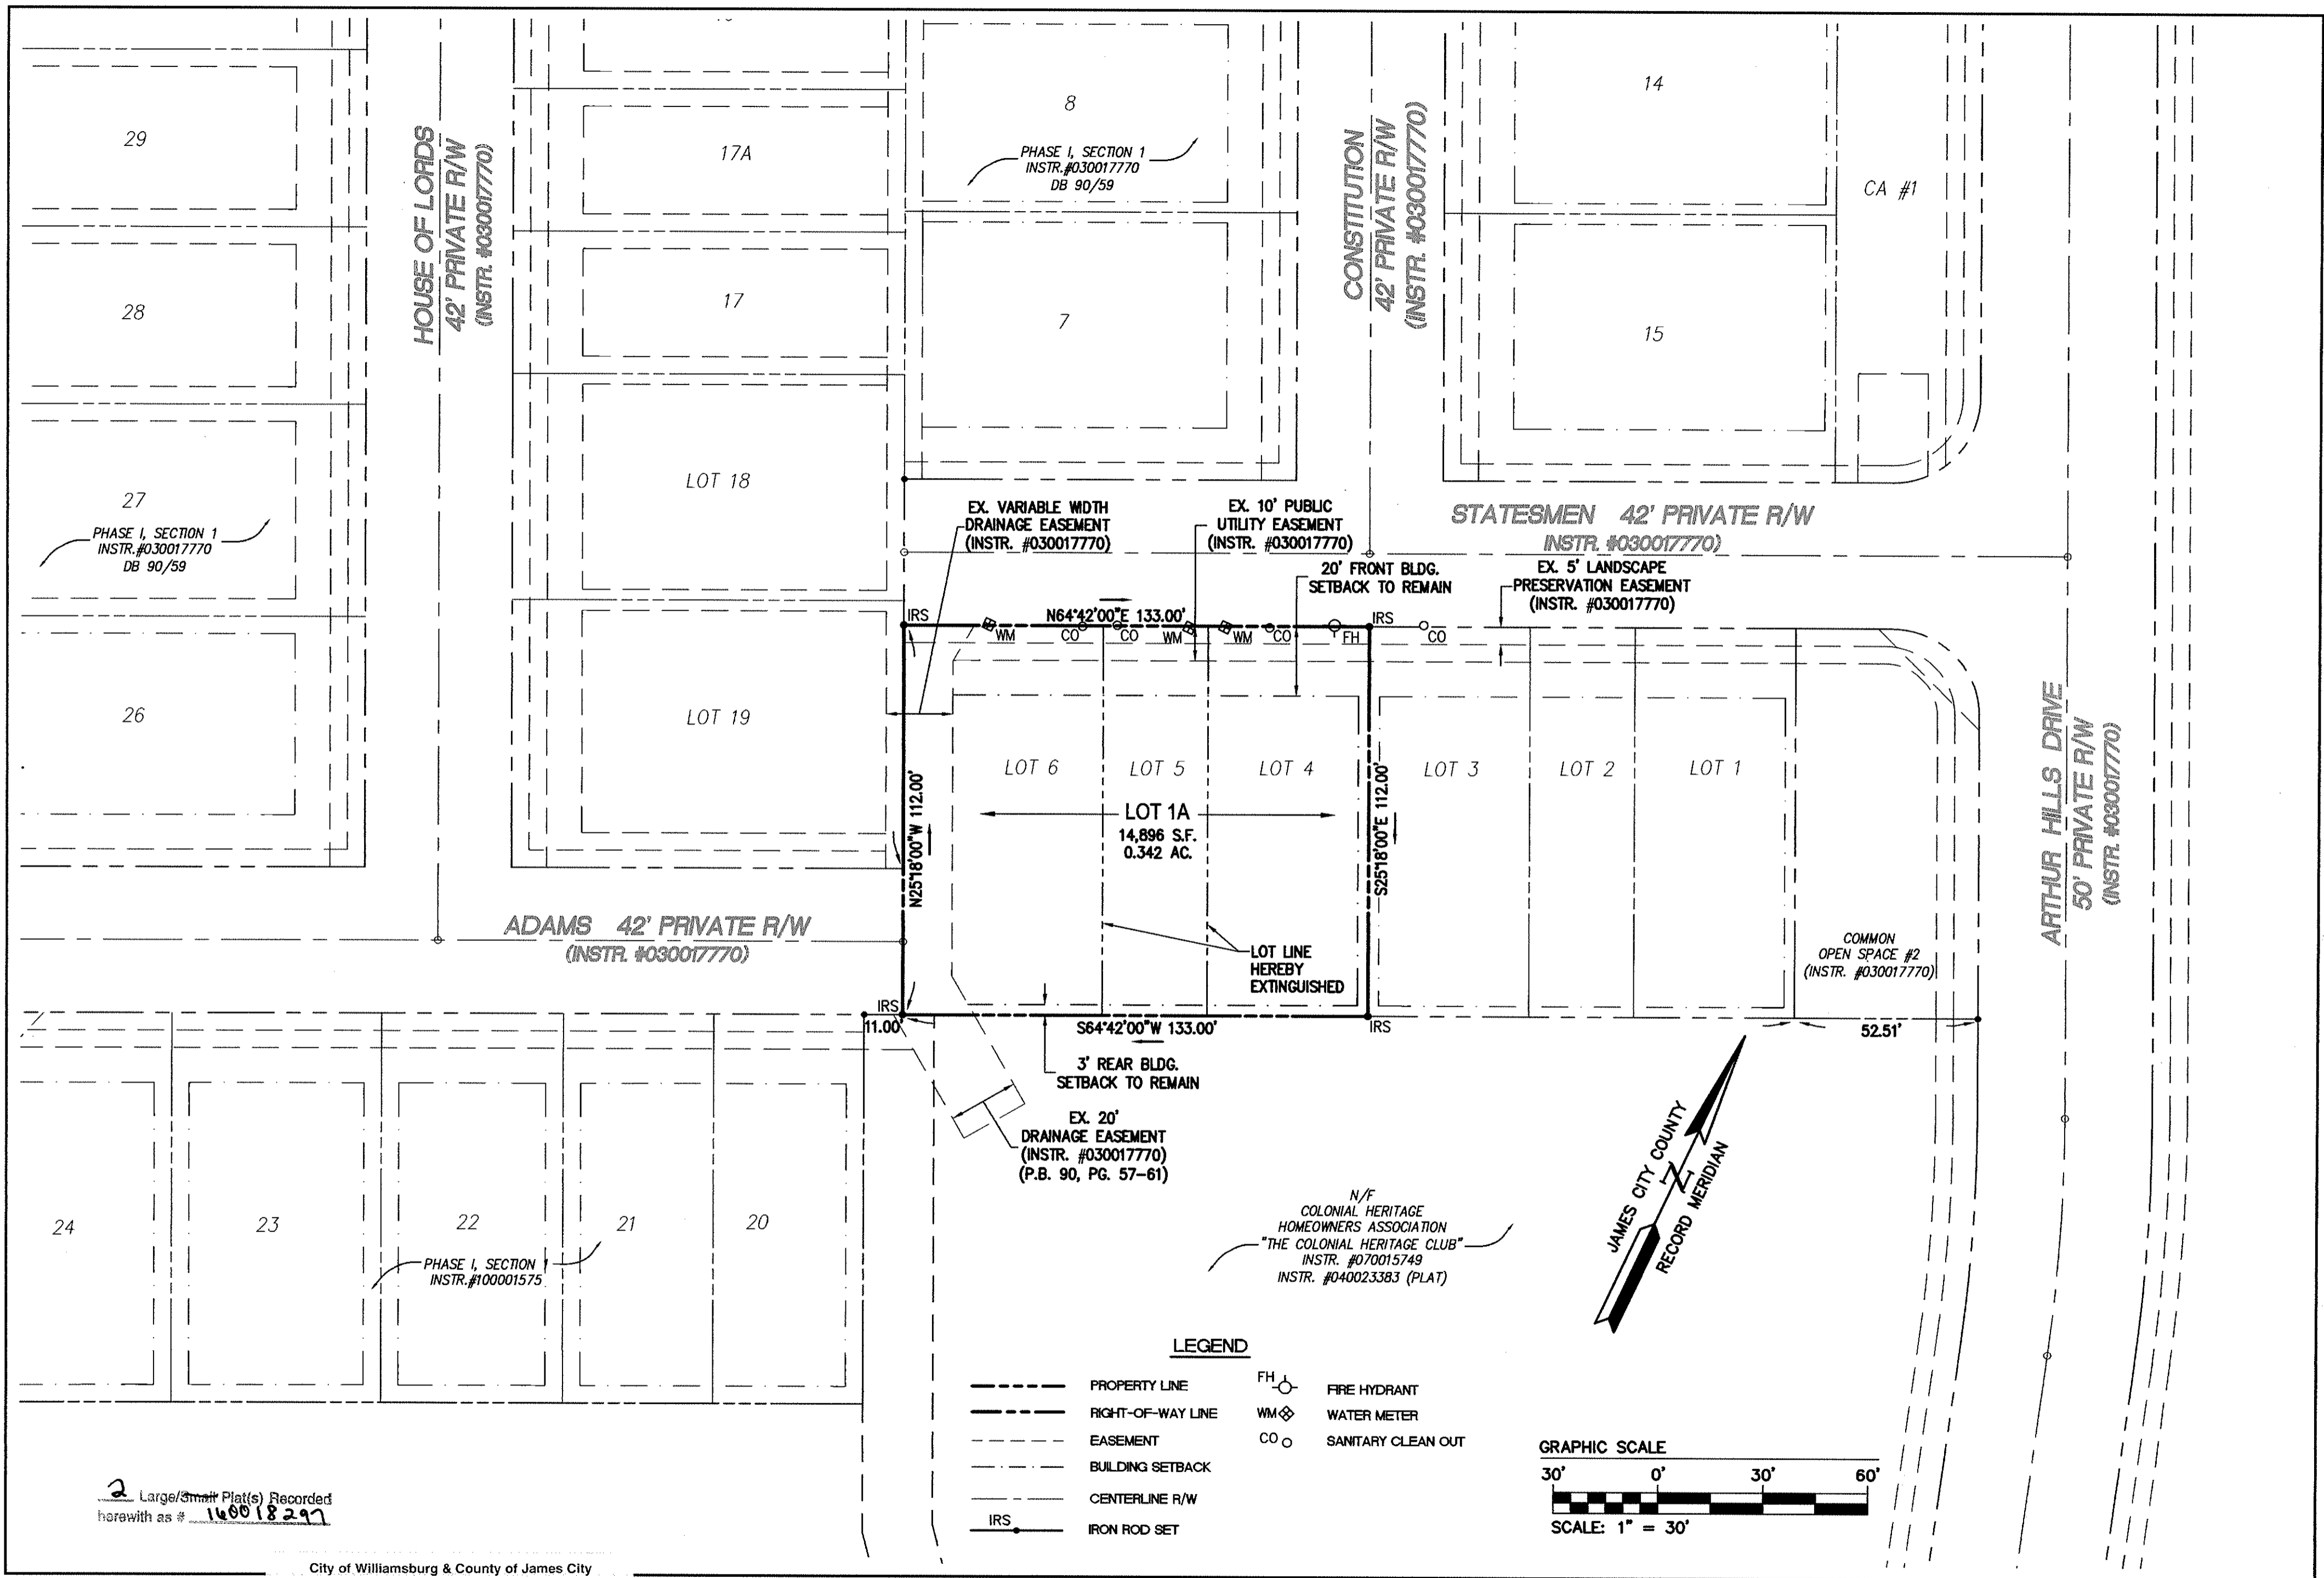 29
28
27
PHASE I, SECTION 1
INSTR.#030017770
DB 90/59
26
HOUSE OF LORDS
42' PRIVATE R/W
(INSTR. #030017770)
17A
17
LOT 18
LOT 19
8
PHASE I, SECTION 1
INSTR.#030017770
DB 90/59
7
CONSTITUTION
42' PRIVATE R/W
(INSTR. #030017770)
14
15
CA #1
STATESMEN 42' PRIVATE R/W
INSTR. #030017770)
EX. VARIABLE WIDTH
DRAINAGE EASEMENT
(INSTR. #030017770)
EX. 10' PUBLIC
UTILITY EASEMENT
(INSTR. #030017770)
20' FRONT BLDG.
SETBACK TO REMAIN
EX. 5' LANDSCAPE
PRESERVATION EASEMENT
(INSTR. #030017770)
IRS
N64°42'00"E 133.00'
IRS
WM
CO
CO
WM
WM
CO
FH
CO
N25°18'00"W 112.00'
LOT 6
LOT 5
LOT 4
LOT 1A
14,896 S.F.
0.342 AC.
S25°18'00"E 112.00'
LOT 3
LOT 2
LOT 1
LOT LINE
HEREBY
EXTINGUISHED
COMMON
OPEN SPACE #2
(INSTR. #030017770)
ARTHUR HILLS DRIVE
50' PRIVATE R/W
(INSTR. #030017770)
ADAMS 42' PRIVATE R/W
(INSTR. #030017770)
IRS
11.00'
S64°42'00"W 133.00'
IRS
52.51'
3' REAR BLDG.
SETBACK TO REMAIN
EX. 20'
DRAINAGE EASEMENT
(INSTR. #030017770)
(P.B. 90, PG. 57-61)
24
23
22
21
20
PHASE I, SECTION 1
INSTR.#100001575
N/F
COLONIAL HERITAGE
HOMEOWNERS ASSOCIATION
"THE COLONIAL HERITAGE CLUB"
INSTR. #070015749
INSTR. #040023383 (PLAT)
JAMES CITY COUNTY
N
RECORD MERIDIAN
LEGEND
PROPERTY LINE
RIGHT-OF-WAY LINE
EASEMENT
BUILDING SETBACK
CENTERLINE R/W
IRS IRON ROD SET
FH FIRE HYDRANT
WM WATER METER
CO SANITARY CLEAN OUT
GRAPHIC SCALE
30' 0' 30' 60'
SCALE: 1" = 30'
2 Large/Small Plat(s) Recorded
herewith as # 160018297
City of Williamsburg & County of James City